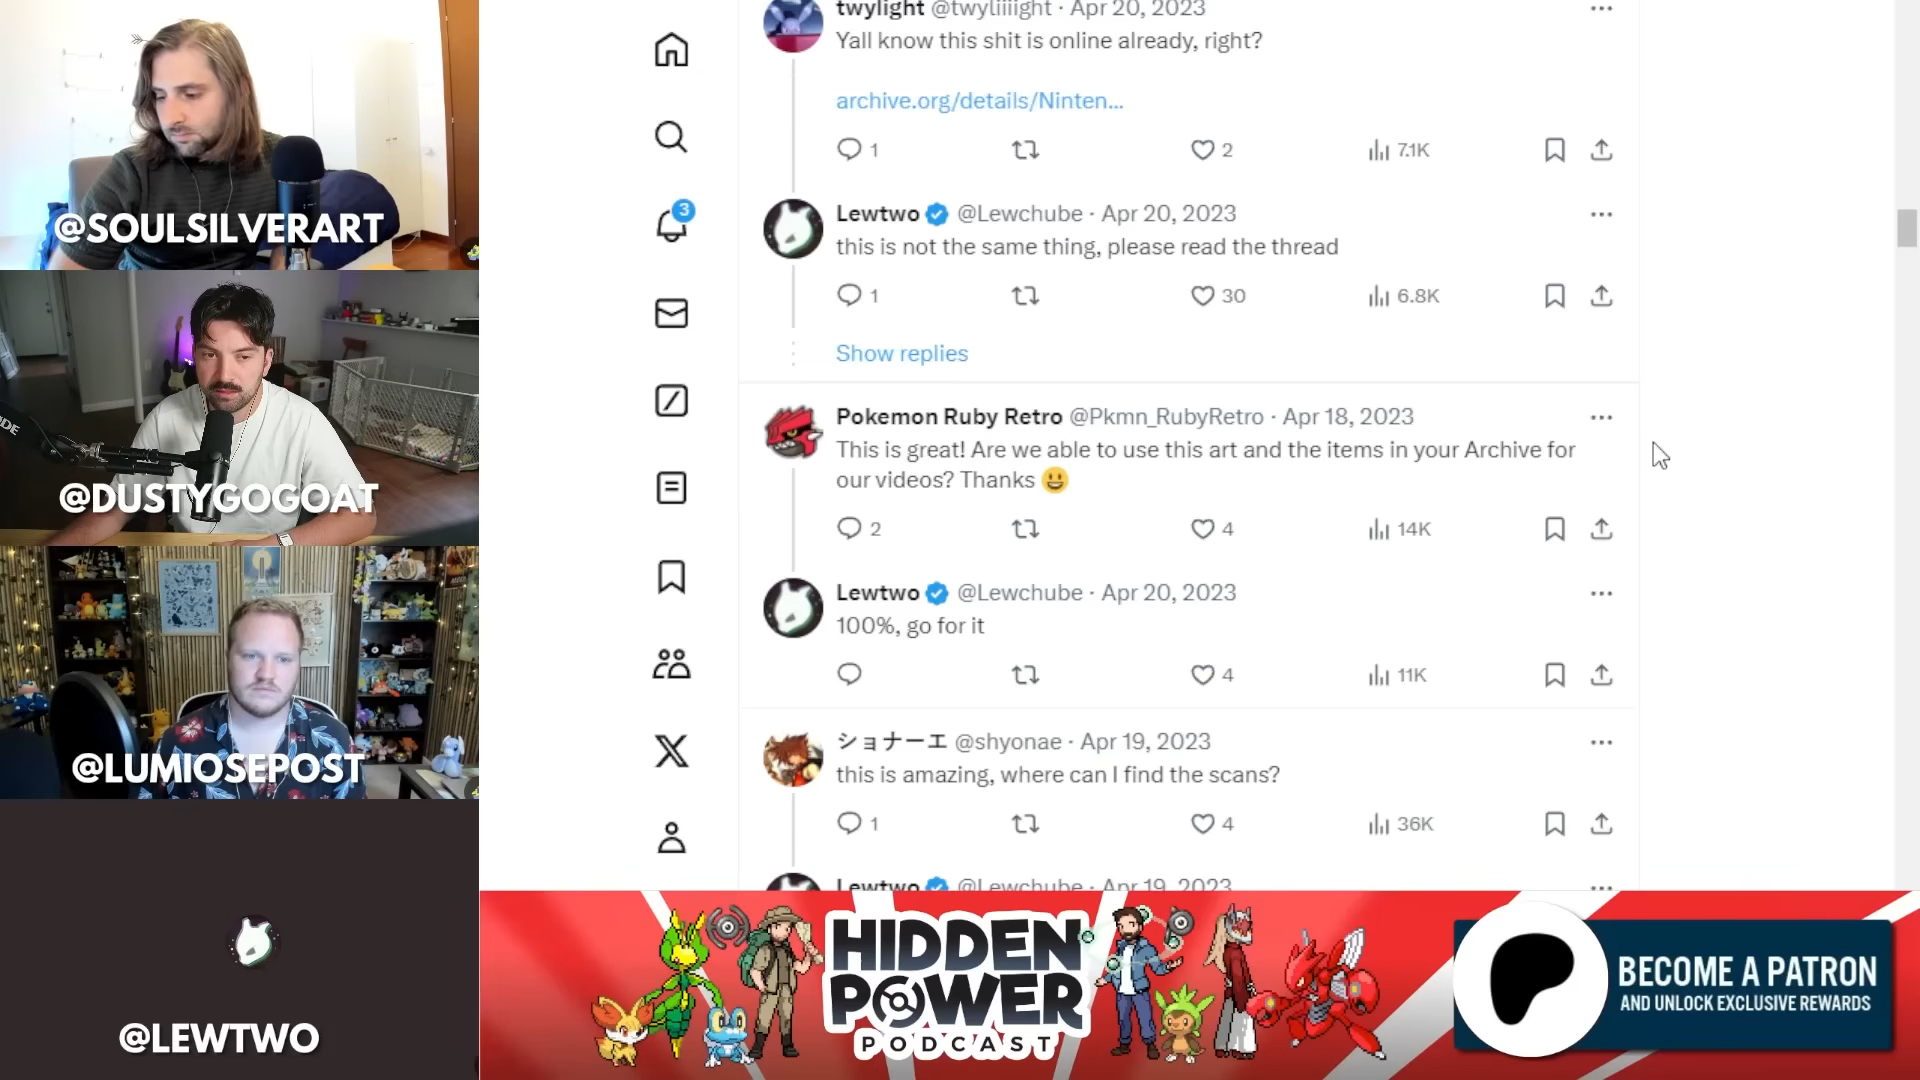 @SOULSILVERART
@DUSTYGOGOAT
@LUMIOSEPOST
@LEWTWO
3
twylight @twyliiiight · Apr 20, 2023
Yall know this shit is online already, right?
archive.org/details/Ninten...
1 2 7.1K
Lewtwo @Lewchube · Apr 20, 2023
this is not the same thing, please read the thread
1 30 6.8K
Show replies
Pokemon Ruby Retro @Pkmn_RubyRetro · Apr 18, 2023
This is great! Are we able to use this art and the items in your Archive for
our videos? Thanks 😃
2 4 14K
Lewtwo @Lewchube · Apr 20, 2023
100%, go for it
4 11K
ショナーエ @shyonae · Apr 19, 2023
this is amazing, where can I find the scans?
1 4 36K
Lewtwo @Lewchube · Apr 19, 2023
HIDDEN
POWER
PODCAST
BECOME A PATRON
AND UNLOCK EXCLUSIVE REWARDS